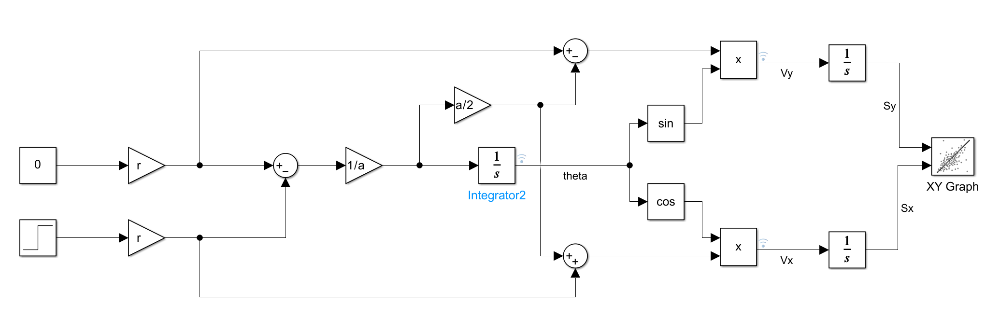 +
−
x
1
s
Vy
a/2
Sy
sin
0
r
+
−
1/a
1
s
theta
Integrator2
XY Graph
cos
Sx
r
x
1
s
+
+
Vx